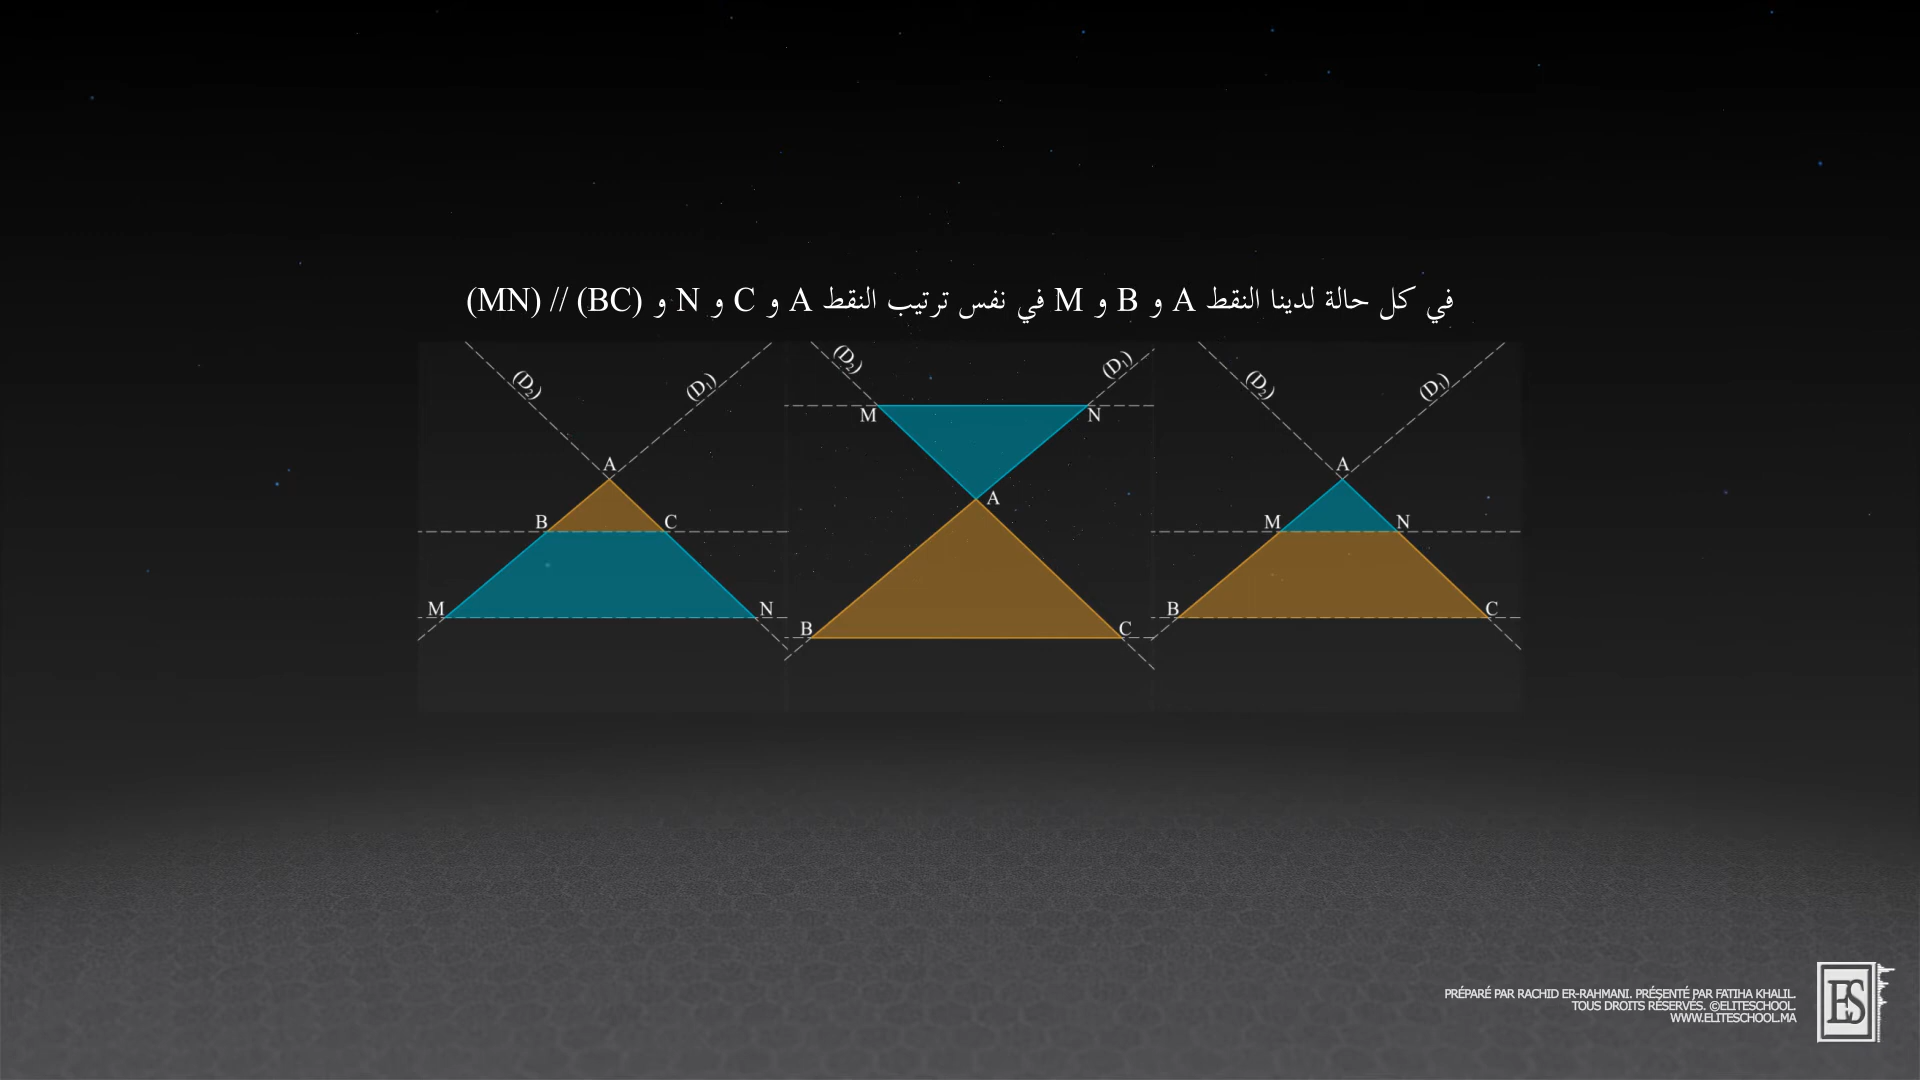 في كل حالة لدينا النقط A و B و M في نفس ترتيب النقط A و C و N و (MN) // (BC)
(D₂)
(D₁)
A
B
C
M
N
(D₂)
(D₁)
M
N
A
B
C
(D₂)
(D₁)
A
M
N
B
C
PRÉPARÉ PAR RACHID ER-RAHMANI. PRÉSENTÉ PAR FATIHA KHALIL.
TOUS DROITS RÉSERVÉS. ©ELITESCHOOL.
WWW.ELITESCHOOL.MA
ES